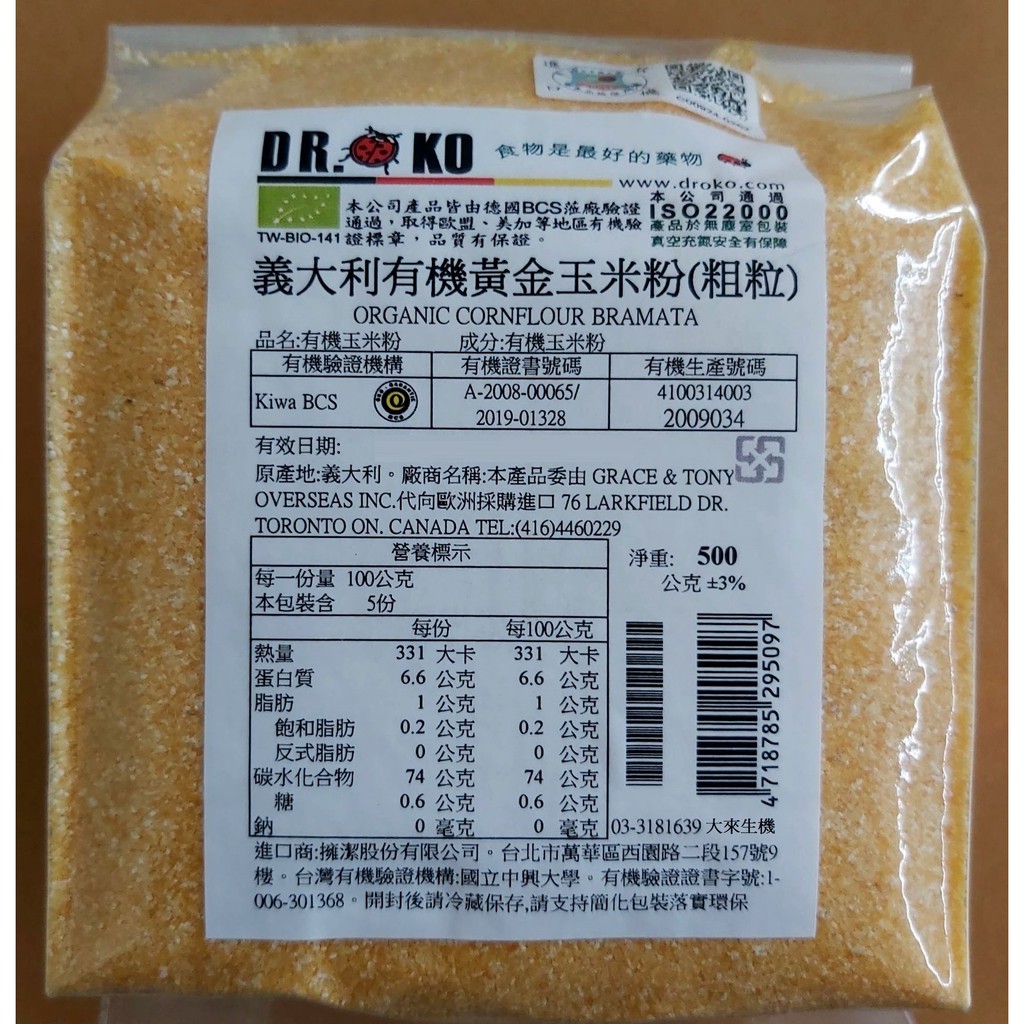 DR. KO 食物是最好的藥物
www.droko.com
本公司產品皆由德國BCS蒞廠驗證
通過，取得歐盟、美加等地區有機驗
TW-BIO-141 證標章，品質有保證。
本公司通過
ISO22000
產品於無塵室包裝
真空充氮安全有保障
義大利有機黃金玉米粉(粗粒)
ORGANIC CORNFLOUR BRAMATA
品名:有機玉米粉 成分:有機玉米粉
有機驗證機構 有機證書號碼 有機生產號碼
Kiwa BCS A-2008-00065/ 4100314003
2019-01328 2009034
有效日期:
原產地:義大利。廠商名稱:本產品委由 GRACE & TONY
OVERSEAS INC.代向歐洲採購進口 76 LARKFIELD DR.
TORONTO ON. CANADA TEL:(416)4460229
營養標示
每一份量 100公克
本包裝含 5份
每份 每100公克
熱量 331 大卡 331 大卡
蛋白質 6.6 公克 6.6 公克
脂肪 1 公克 1 公克
飽和脂肪 0.2 公克 0.2 公克
反式脂肪 0 公克 0 公克
碳水化合物 74 公克 74 公克
糖 0.6 公克 0.6 公克
鈉 0 毫克 0 毫克
淨重: 500
公克 ±3%
4718785295097
03-3181639 大來生機
進口商:擁潔股份有限公司。台北市萬華區西園路二段157號9
樓。台灣有機驗證機構:國立中興大學。有機驗證證書字號:1-
006-301368。開封後請冷藏保存,請支持簡化包裝落實環保